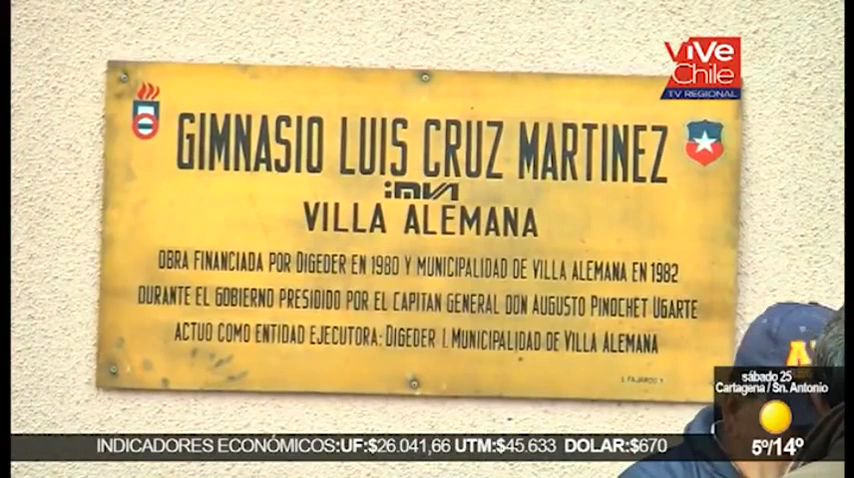 ViVe
Chile
TV REGIONAL
GIMNASIO LUIS CRUZ MARTINEZ
imva
VILLA ALEMANA
OBRA FINANCIADA POR DIGEDER EN 1980 Y MUNICIPALIDAD DE VILLA ALEMANA EN 1982
DURANTE EL GOBIERNO PRESIDIDO POR EL CAPITAN GENERAL DON AUGUSTO PINOCHET UGARTE
ACTUO COMO ENTIDAD EJECUTORA: DIGEDER I. MUNICIPALIDAD DE VILLA ALEMANA
sábado 25
Cartagena / Sn. Antonio
5º/14º
INDICADORES ECONÓMICOS:UF:$26.041,66 UTM:$45.633 DOLAR:$670